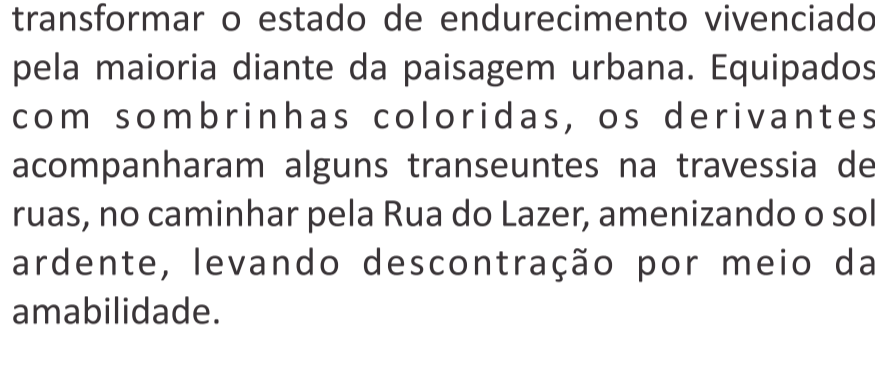 transformar o estado de endurecimento vivenciado
pela maioria diante da paisagem urbana. Equipados
com sombrinhas coloridas, os derivantes
acompanharam alguns transeuntes na travessia de
ruas, no caminhar pela Rua do Lazer, amenizando o sol
ardente, levando descontração por meio da
amabilidade.